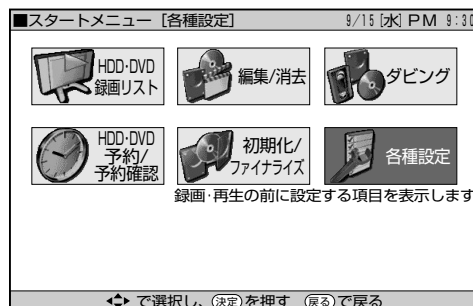 ■スタートメニュー［各種設定］ 9/15[水] PM 9:30
HDD·DVD
録画リスト
編集/消去
ダビング
HDD·DVD
予約/
予約確認
初期化/
ファイナライズ
各種設定
録画·再生の前に設定する項目を表示します
で選択し、決定を押す 戻るで戻る